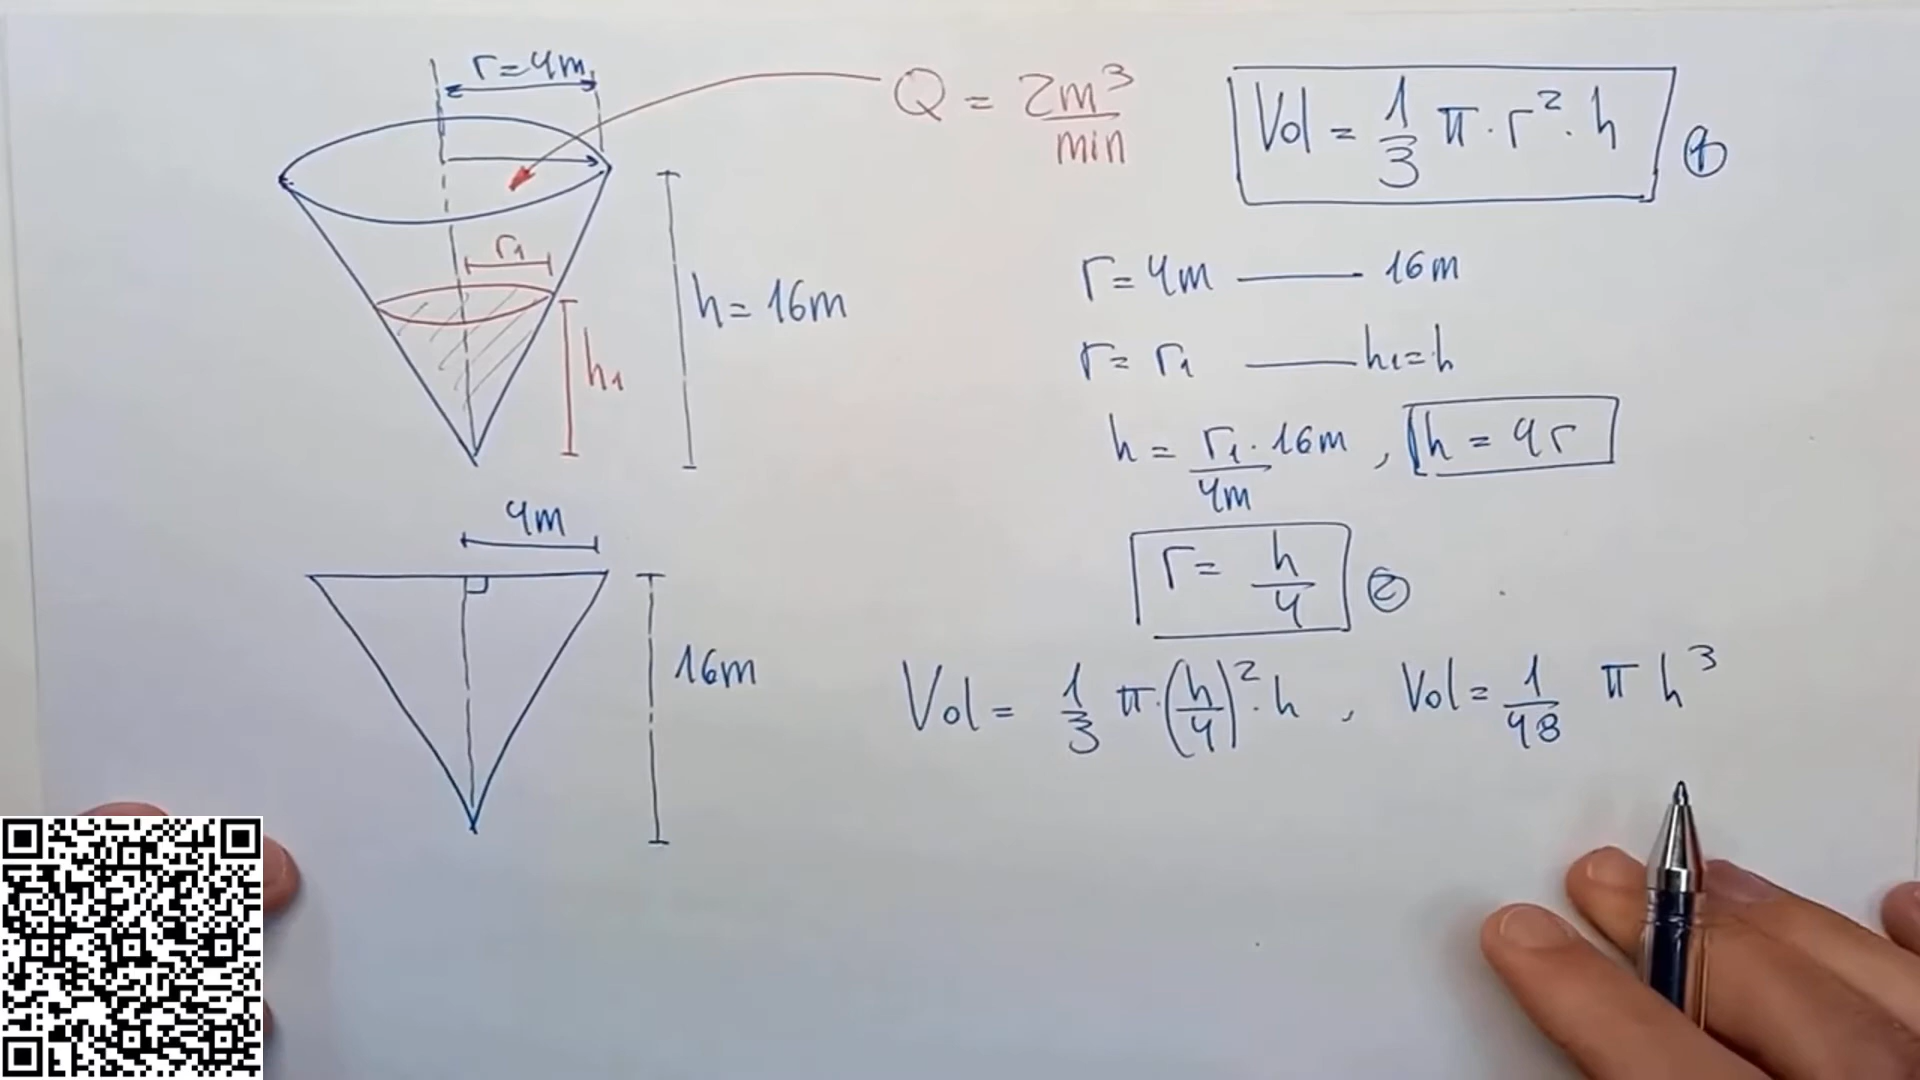 r=4m
Q = 2m³/min
Vol = 1/3 π·r²·h ①
r₁
h = 16m
h₁
r=4m —— 16m
r= r₁ —— h₁=h
h = r₁·16m/4m , h = 4r
r= h/4 ②
4m
16m
Vol = 1/3 π·(h/4)²·h , Vol = 1/48 π h³